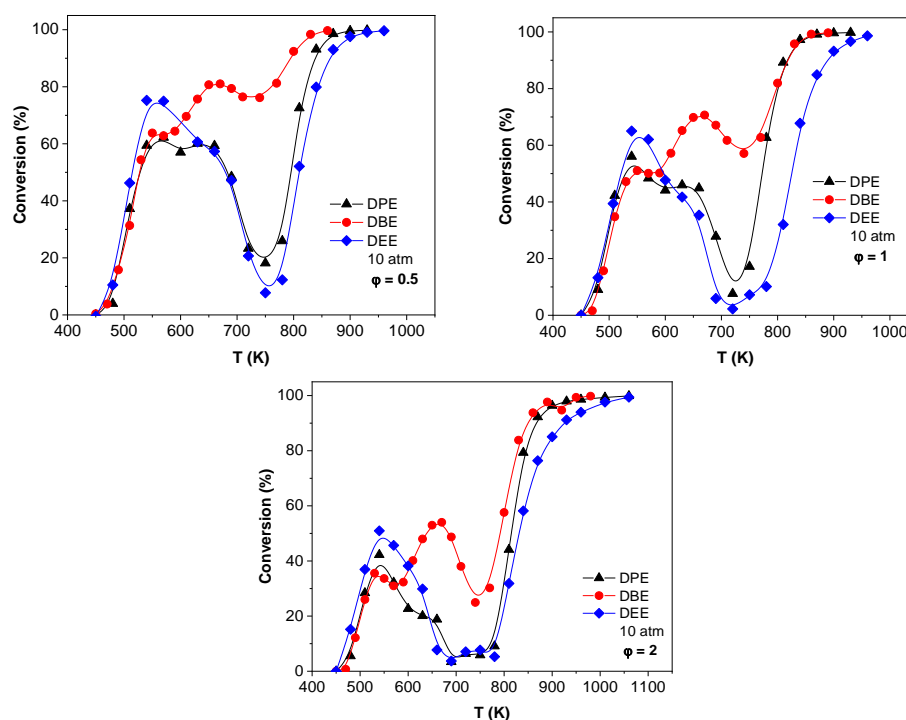 100
80
60
40
20
0
Conversion (%)
DPE
DBE
DEE
10 atm
φ = 0.5
400 500 600 700 800 900 1000
T (K)
100
80
60
40
20
0
Conversion (%)
DPE
DBE
DEE
10 atm
φ = 1
400 500 600 700 800 900 1000
T (K)
100
80
60
40
20
0
Conversion (%)
DPE
DBE
DEE
10 atm
φ = 2
400 500 600 700 800 900 1000 1100
T (K)